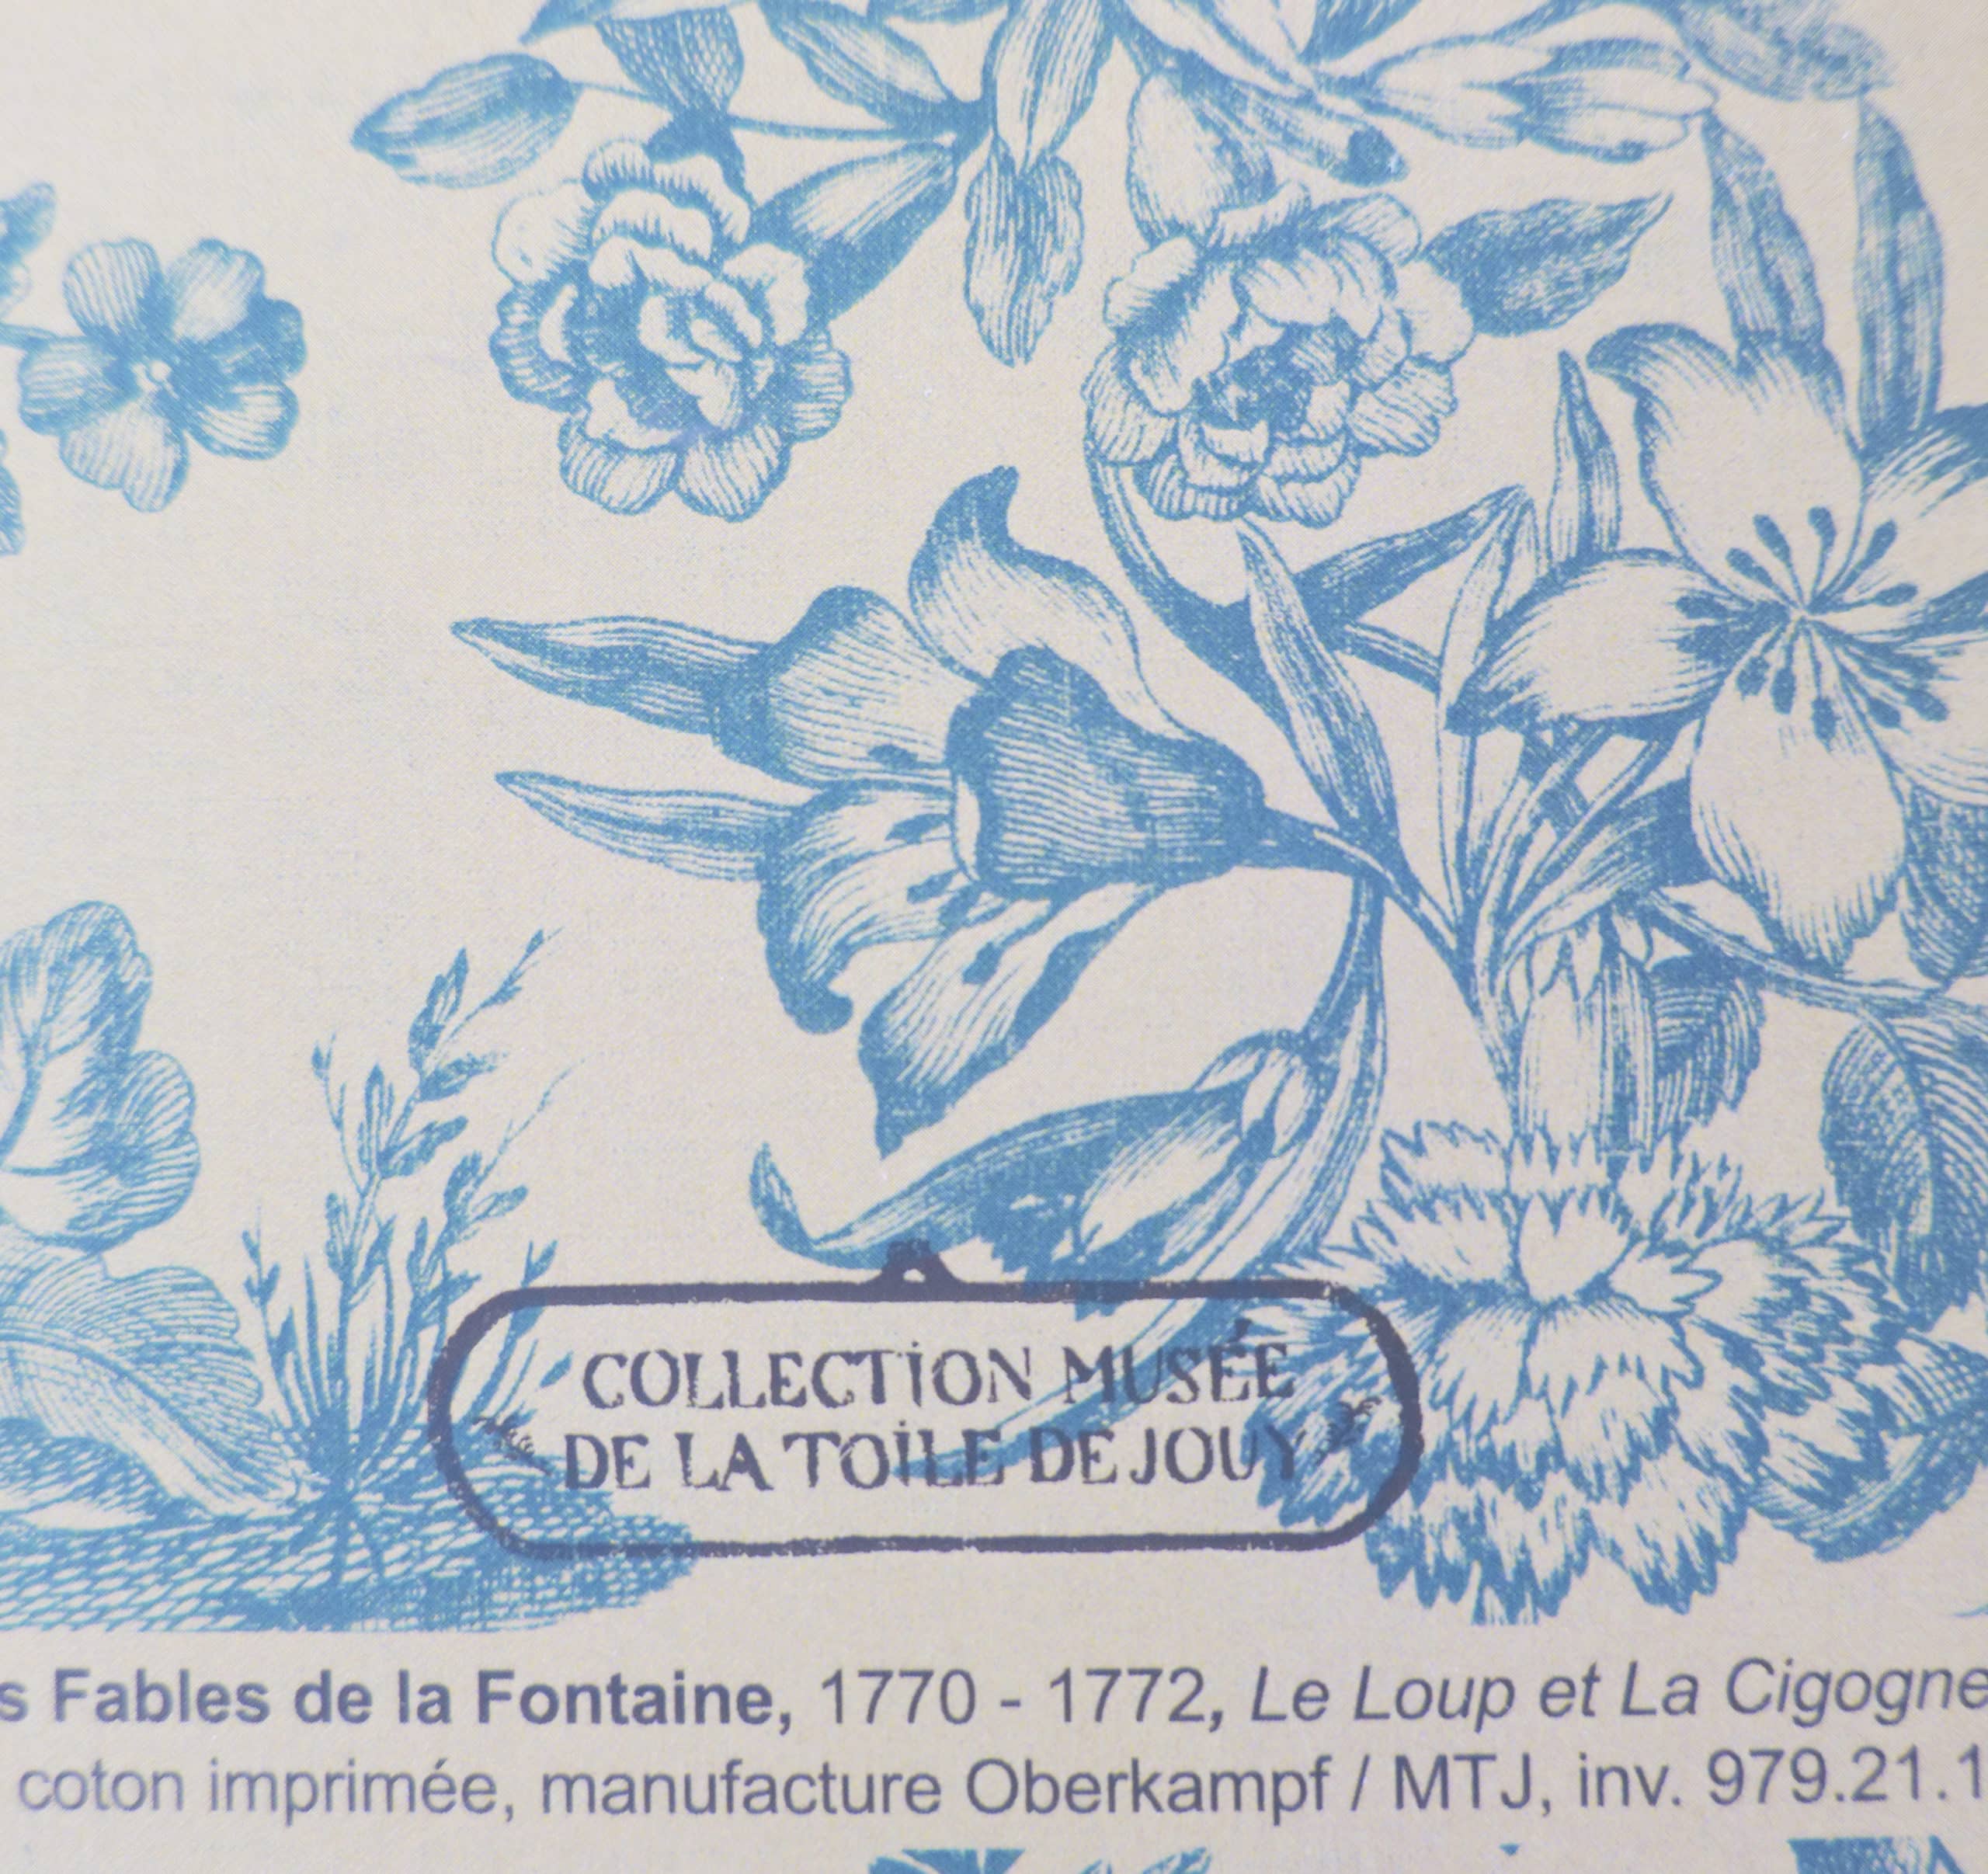 COLLECTION MUSÉE
DE LA TOILE DE JOUY
s Fables de la Fontaine, 1770 - 1772, Le Loup et La Cigogne
coton imprimée, manufacture Oberkampf / MTJ, inv. 979.21.1